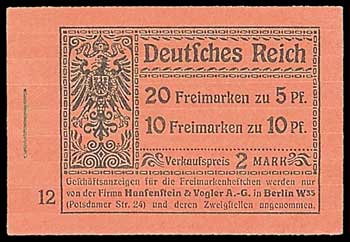 Deutsches Reich
20 Freimarken zu 5 Pf.
10 Freimarken zu 10 Pf.
Verkaufspreis 2 MARK
12
Geschäftsanzeigen für die Freimarkenheftchen werden nur
von der Firma Haasenstein & Vogler A.-G. in Berlin W35
(Potsdamer Str. 24) und deren Zweigstellen angenommen.